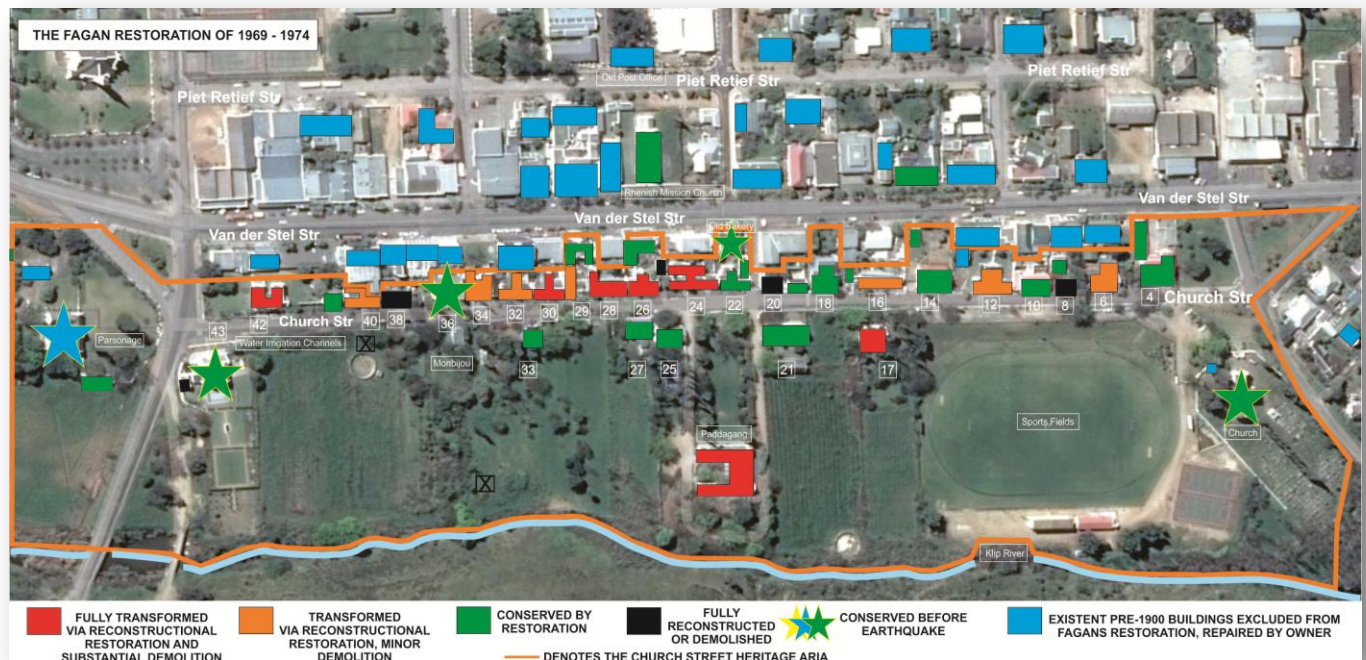 THE FAGAN RESTORATION OF 1969 - 1974
Old Post Office
Piet Retief Str
Piet Retief Str
Piet Retief Str
Rhenish Mission Church
Van der Stel Str
Van der Stel Str
Old Bakery
Van der Stel Str
Church Str
43
42
Church Str
40
38
36
34
32
30
29
28
26
24
22
20
18
16
14
12
10
8
6
4
Parsonage
Water Irrigation Channels
Monbijou
33
27
25
21
17
Paddagang
Sports Fields
Church
Klip River
FULLY TRANSFORMED
VIA RECONSTRUCTIONAL
RESTORATION AND
SUBSTANTIAL DEMOLITION
TRANSFORMED
VIA RECONSTRUCTIONAL
RESTORATION, MINOR
DEMOLITION
CONSERVED BY
RESTORATION
FULLY
RECONSTRUCTED
OR DEMOLISHED
CONSERVED BEFORE
EARTHQUAKE
EXISTENT PRE-1900 BUILDINGS EXCLUDED FROM
FAGANS RESTORATION, REPAIRED BY OWNER
DENOTES THE CHURCH STREET HERITAGE ARIA